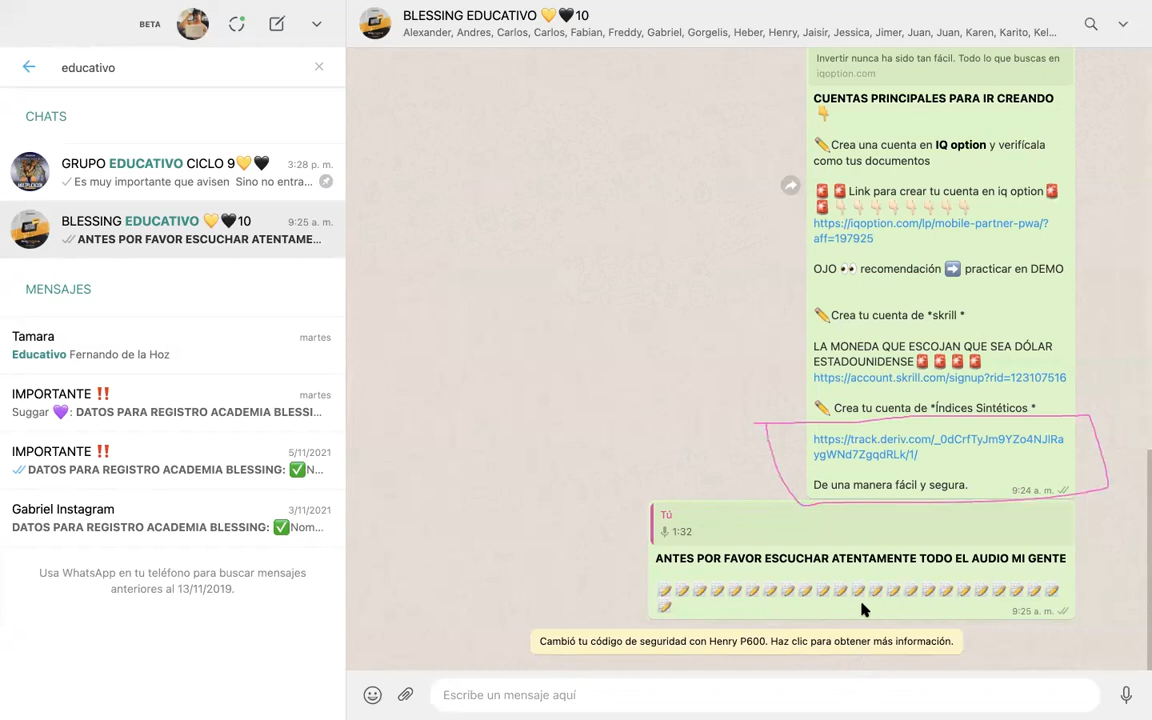 BETA
educativo
CHATS
GRUPO EDUCATIVO CICLO 9💛🖤
3:28 p. m.
Es muy importante que avisen  Sino no entra...
BLESSING EDUCATIVO 💛🖤10
9:25 a. m.
ANTES POR FAVOR ESCUCHAR ATENTAME...
MENSAJES
Tamara
martes
Educativo Fernando de la Hoz
IMPORTANTE ‼️
martes
Suggar 💜: DATOS PARA REGISTRO ACADEMIA BLESSI...
IMPORTANTE ‼️
5/11/2021
DATOS PARA REGISTRO ACADEMIA BLESSING: ✅N...
Gabriel Instagram
3/11/2021
DATOS PARA REGISTRO ACADEMIA BLESSING: ✅Nom...
Usa WhatsApp en tu teléfono para buscar mensajes
anteriores al 13/11/2019.
BLESSING EDUCATIVO 💛🖤10
Alexander, Andres, Carlos, Carlos, Fabian, Freddy, Gabriel, Gorgelis, Heber, Henry, Jaisir, Jessica, Jimer, Juan, Juan, Karen, Karito, Kel...
Invertir nunca ha sido tan fácil. Todo lo que buscas en
iqoption.com
CUENTAS PRINCIPALES PARA IR CREANDO
👇
✏️Crea una cuenta en IQ option y verifícala
como tus documentos
🚨🚨Link para crear tu cuenta en iq option🚨
🚨👇🏻👇🏻👇🏻👇🏻👇🏻👇🏻👇🏻👇🏻
https://iqoption.com/lp/mobile-partner-pwa/?
aff=197925
OJO 👀 recomendación ➡️ practicar en DEMO
✏️Crea tu cuenta de *skrill *
LA MONEDA QUE ESCOJAN QUE SEA DÓLAR
ESTADOUNIDENSE🚨🚨🚨🚨
https://account.skrill.com/signup?rid=123107516
✏️ Crea tu cuenta de *Índices Sintéticos *
https://track.deriv.com/_0dCrfTyJm9YZo4NJlRa
ygWNd7ZgqdRLk/1/
De una manera fácil y segura.
9:24 a. m.
Tú
1:32
ANTES POR FAVOR ESCUCHAR ATENTAMENTE TODO EL AUDIO MI GENTE
📝📝📝📝📝📝📝📝📝📝📝📝📝📝📝📝📝📝📝📝📝📝📝
📝
9:25 a. m.
Cambió tu código de seguridad con Henry P600. Haz clic para obtener más información.
Escribe un mensaje aquí